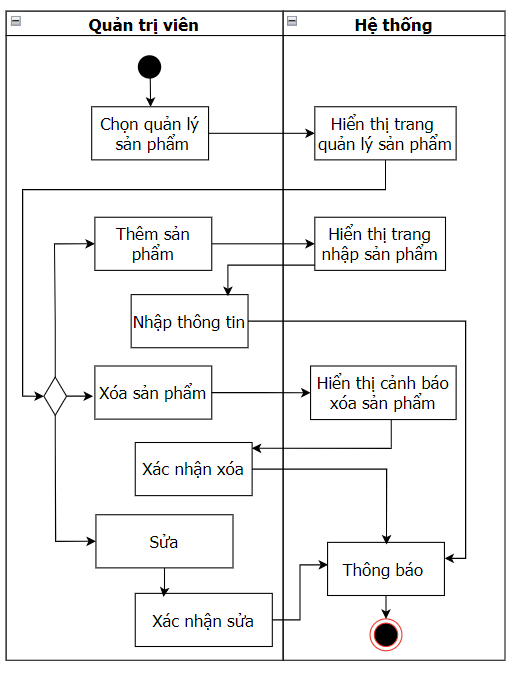 Quản trị viên
Hệ thống
Chọn quản lý
sản phẩm
Hiển thị trang
quản lý sản phẩm
Thêm sản
phẩm
Hiển thị trang
nhập sản phẩm
Nhập thông tin
Xóa sản phẩm
Hiển thị cảnh báo
xóa sản phẩm
Xác nhận xóa
Sửa
Thông báo
Xác nhận sửa